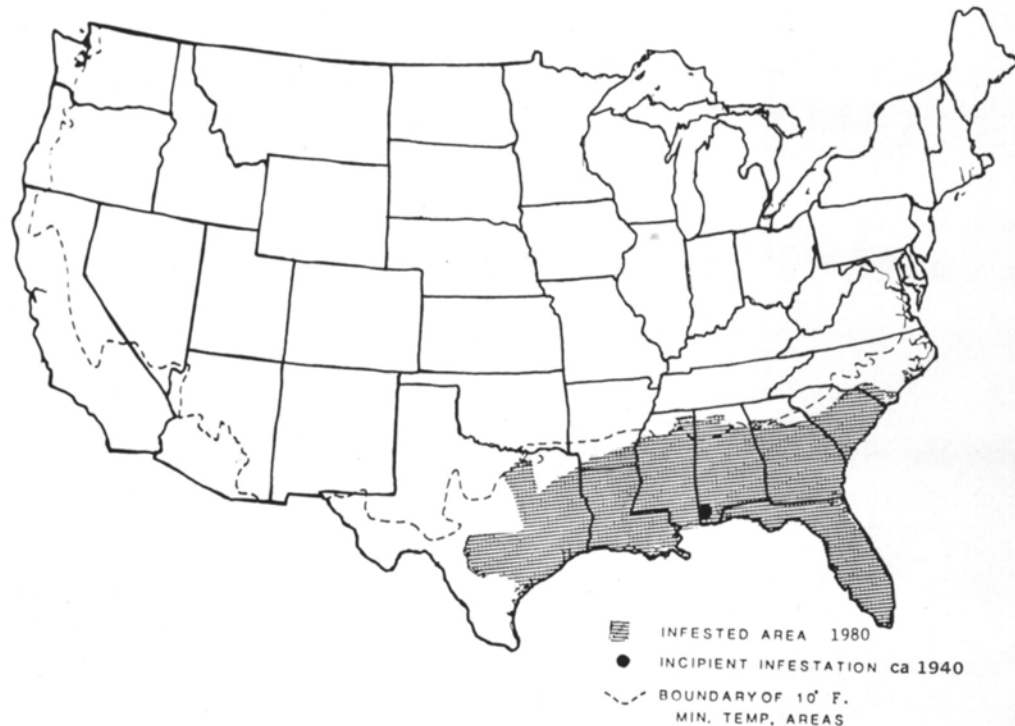 INFESTED AREA 1980
INCIPIENT INFESTATION ca 1940
BOUNDARY OF 10° F.
MIN. TEMP, AREAS